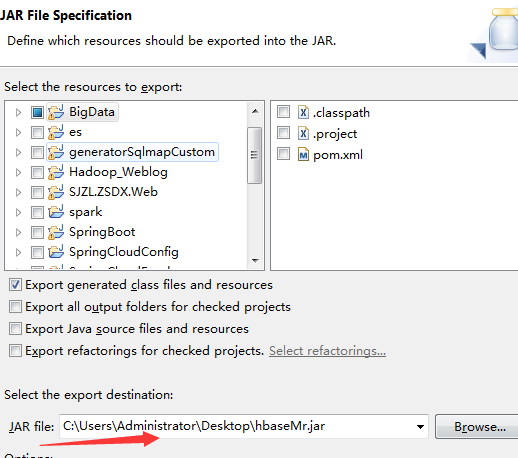 JAR File Specification
Define which resources should be exported into the JAR.
Select the resources to export:
BigData
es
generatorSqlmapCustom
Hadoop_Weblog
SJZL.ZSDX.Web
spark
SpringBoot
SpringCloudConfig
.classpath
.project
pom.xml
Export generated class files and resources
Export all output folders for checked projects
Export Java source files and resources
Export refactorings for checked projects. Select refactorings...
Select the export destination:
JAR file: C:\Users\Administrator\Desktop\hbaseMr.jar Browse...
Options: